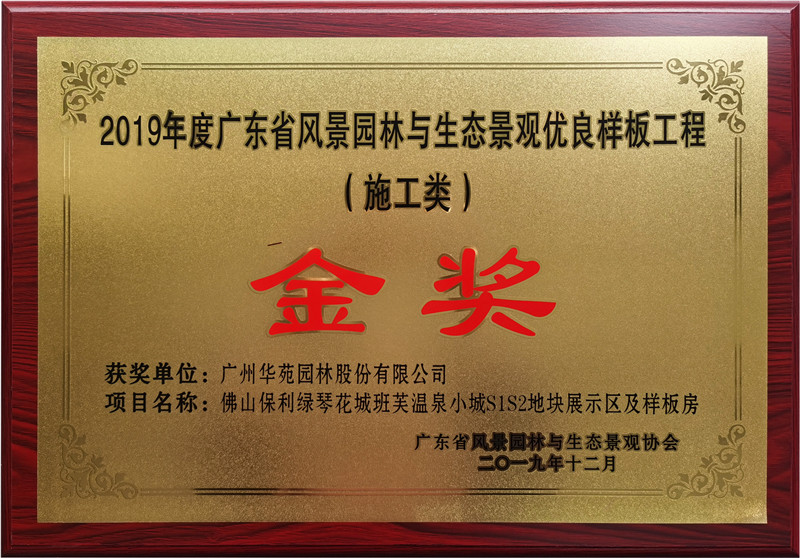 2019年度广东省风景园林与生态景观优良样板工程
（施工类）
金奖
获奖单位：广州华苑园林股份有限公司
项目名称：佛山保利绿琴花城班芙温泉小城S1S2地块展示区及样板房
广东省风景园林与生态景观协会
二〇一九年十二月